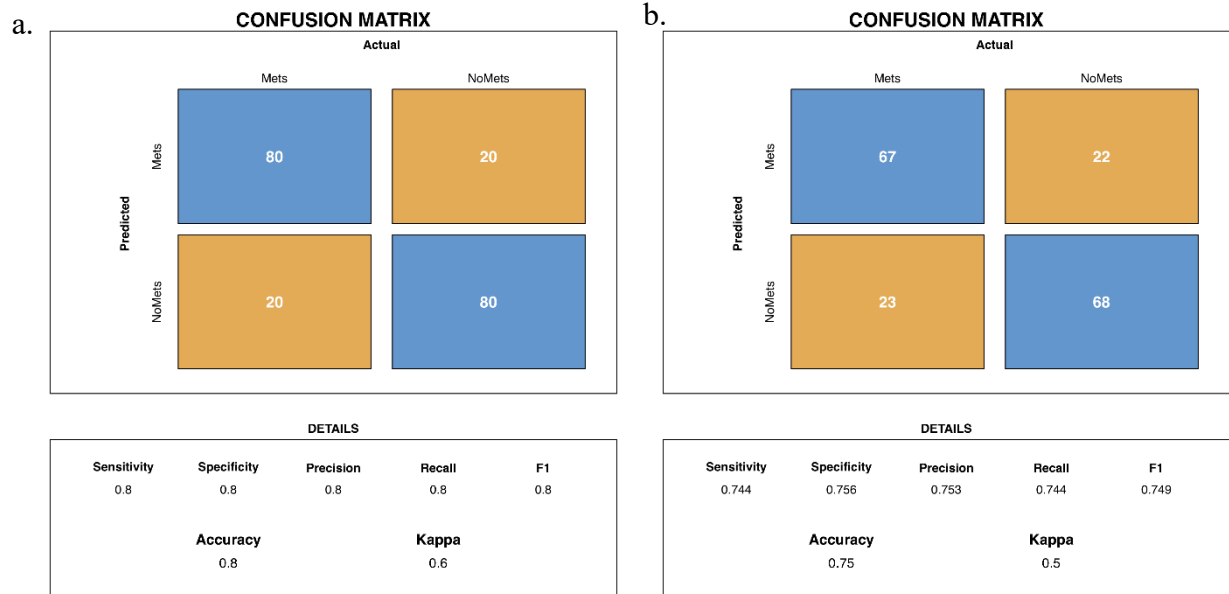 a.
CONFUSION MATRIX
Actual
Mets NoMets
Predicted
Mets
80 20
NoMets
20 80
DETAILS
Sensitivity Specificity Precision Recall F1
0.8 0.8 0.8 0.8 0.8
Accuracy Kappa
0.8 0.6
b.
CONFUSION MATRIX
Actual
Mets NoMets
Predicted
Mets
67 22
NoMets
23 68
DETAILS
Sensitivity Specificity Precision Recall F1
0.744 0.756 0.753 0.744 0.749
Accuracy Kappa
0.75 0.5